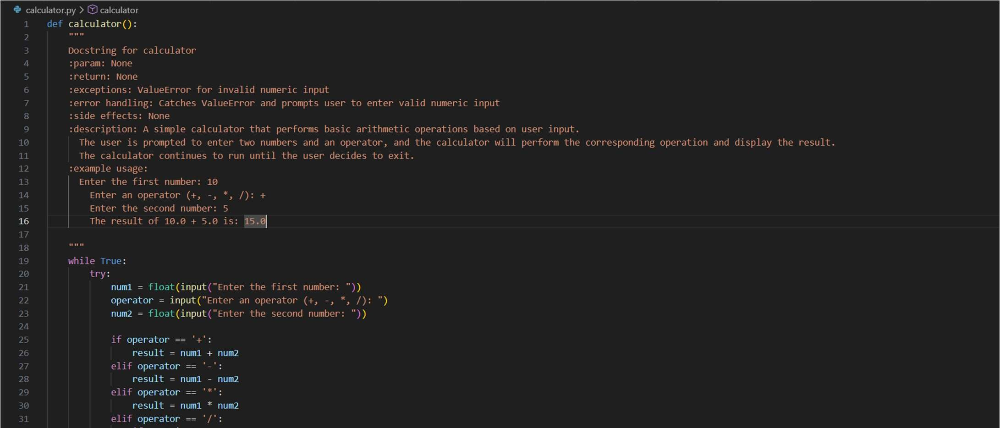 calculator.py > calculator
1 def calculator():
2 """
3 Docstring for calculator
4 :param: None
5 :return: None
6 :exceptions: ValueError for invalid numeric input
7 :error handling: Catches ValueError and prompts user to enter valid numeric input
8 :side effects: None
9 :description: A simple calculator that performs basic arithmetic operations based on user input.
10 The user is prompted to enter two numbers and an operator, and the calculator will perform the corresponding operation and display the result.
11 The calculator continues to run until the user decides to exit.
12 :example usage:
13 Enter the first number: 10
14 Enter an operator (+, -, *, /): +
15 Enter the second number: 5
16 The result of 10.0 + 5.0 is: 15.0
17
18 """
19 while True:
20 try:
21 num1 = float(input("Enter the first number: "))
22 operator = input("Enter an operator (+, -, *, /): ")
23 num2 = float(input("Enter the second number: "))
24
25 if operator == '+':
26 result = num1 + num2
27 elif operator == '-':
28 result = num1 - num2
29 elif operator == '*':
30 result = num1 * num2
31 elif operator == '/':